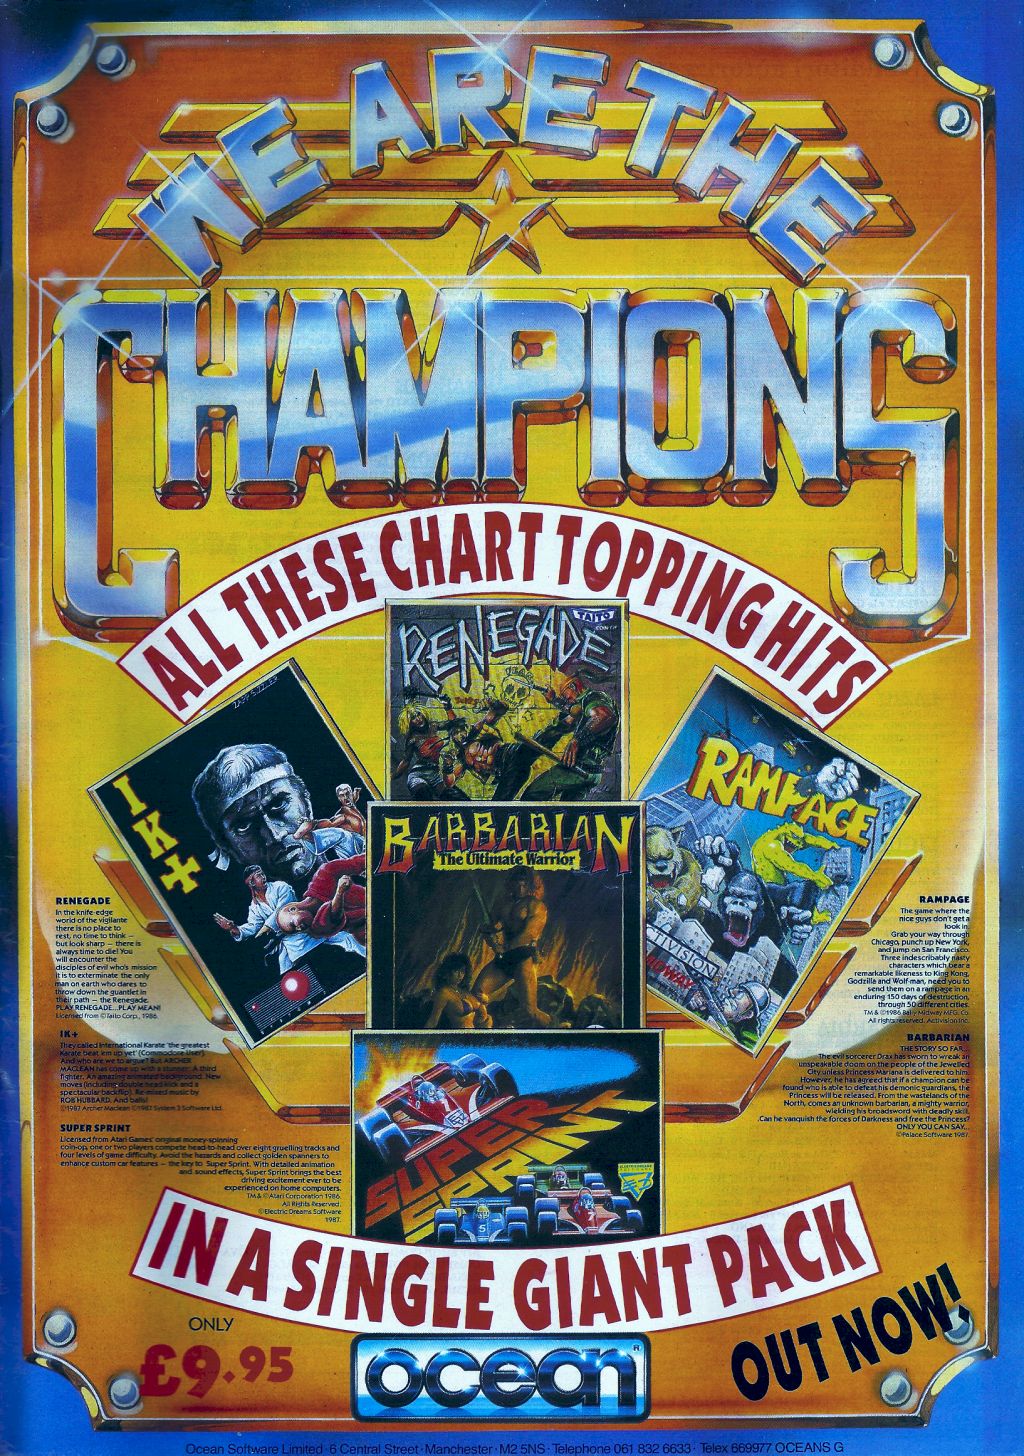 WE ARE THE
CHAMPIONS
ALL THESE CHART TOPPING HITS
RENEGADE
TAITO
IK+
RAMPAGE
BARBARIAN
The Ultimate Warrior
SUPER
SPRINT
RENEGADE
In the knife-edge
world of the vigilante
there is no place to
rest, no time to think —
but look sharp — there is
always time to die! You
will encounter the
disciples of evil who's mission
it is to exterminate the only
man on earth who dares to
throw down the guantlet in
their path — the Renegade.
PLAY RENEGADE...PLAY MEAN!
Licensed from ©Taito Corp., 1986.
IK+
They called International Karate 'the greatest
Karate beat 'em up yet' (Commodore User).
And who are we to argue? But ARCHER
MACLEAN has come up with a stunner. A third
fighter. An amazing animated background. New
moves (including double head kick and a
spectacular backflip). Re-mixed music by
ROB HUBBARD. And balls!
©1987 Archer Maclean ©1987 System 3 Software Ltd.
SUPER SPRINT
Licensed from Atari Games' original money-spinning
coin-op, one or two players compete head-to-head over eight gruelling tracks and
four levels of game difficulty. Avoid the hazards and collect golden spanners to
enhance custom car features — the key to Super Sprint. With detailed animation
and sound effects, Super Sprint brings the best
driving excitement ever to be
experienced on home computers.
TM & ©Atari Corporation 1986.
All Rights Reserved.
©Electric Dreams Software
1987.
RAMPAGE
The game where the
nice guys don't get a
look in.
Grab your way through
Chicago, punch up New York,
and jump on San Francisco.
Three indescribably nasty
characters which bear a
remarkable likeness to King Kong,
Godzilla and Wolf-man, need you to
send them on a rampage in an
enduring 150 days of destruction,
through 50 different cities.
TM & ©1986 Bally Midway MFG. Co.
All rights reserved. Activision Inc.
BARBARIAN
THE STORY SO FAR...
The evil sorcerer Drax has sworn to wreak an
unspeakable doom on the people of the Jewelled
City unless Princess Mariana is delivered to him.
However, he has agreed that if a champion can be
found who is able to defeat his demonic guardians, the
Princess will be released. From the wastelands of the
North, comes an unknown barbarian, a mighty warrior,
wielding his broadsword with deadly skill.
Can he vanquish the forces of Darkness and free the Princess?
ONLY YOU CAN SAY...
©Palace Software 1987.
IN A SINGLE GIANT PACK
ONLY
£9.95
ocean
®
OUT NOW!
Ocean Software Limited · 6 Central Street · Manchester · M2 5NS · Telephone 061 832 6633 · Telex 669977 OCEANS G